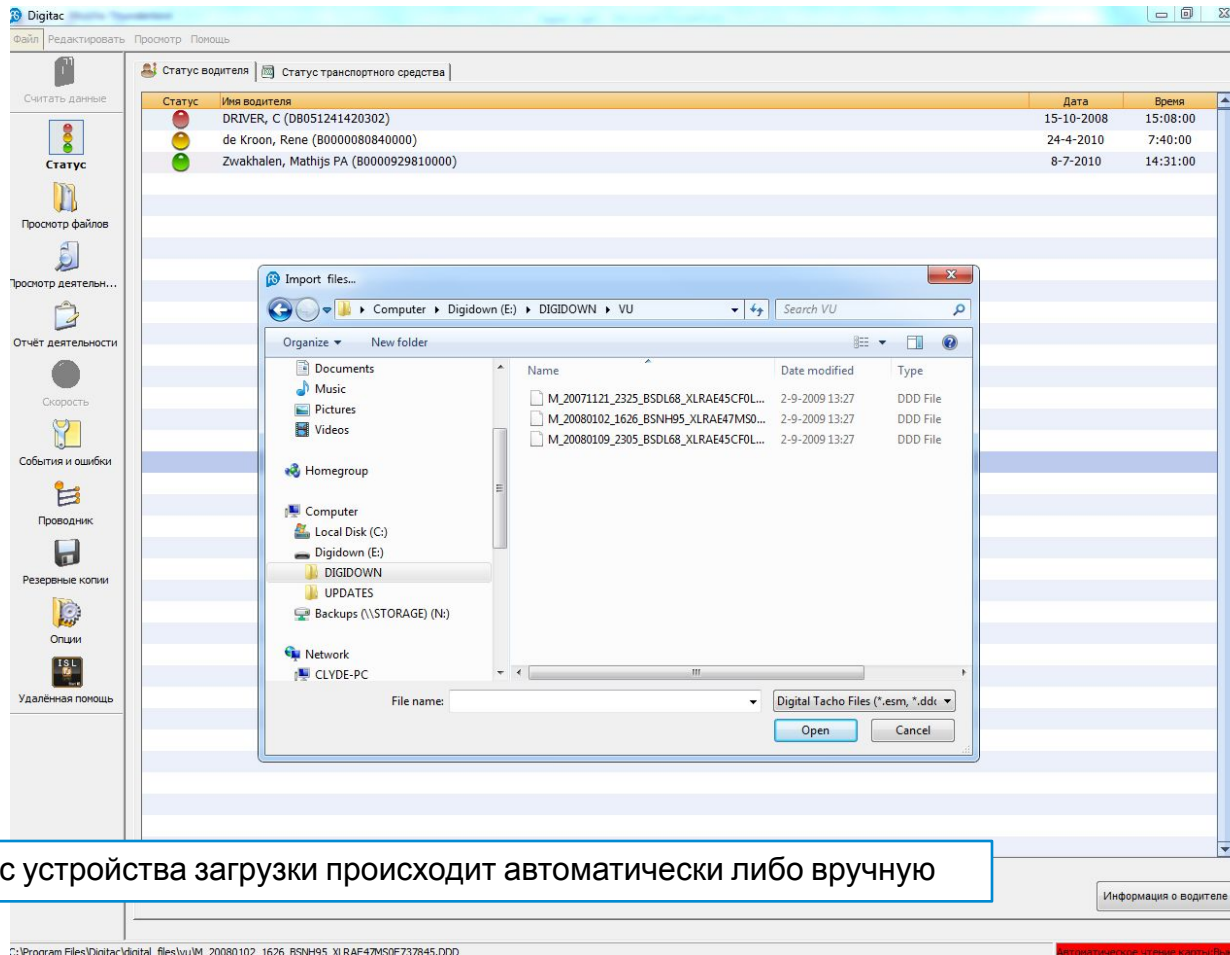 Digitac
Файл Редактировать Просмотр Помощь
Считать данные
Статус
Просмотр файлов
Просмотр деятельн...
Отчёт деятельности
Скорость
События и ошибки
Проводник
Резервные копии
Опции
ISL
Удалённая помощь
Статус водителя Статус транспортного средства
Статус Имя водителя Дата Время
DRIVER, C (DB051241420302) 15-10-2008 15:08:00
de Kroon, Rene (B0000080840000) 24-4-2010 7:40:00
Zwakhalen, Mathijs PA (B0000929810000) 8-7-2010 14:31:00
Import files...
Computer Digidown (E:) DIGIDOWN VU Search VU
Organize New folder
Documents
Music
Pictures
Videos
Homegroup
Computer
Local Disk (C:)
Digidown (E:)
DIGIDOWN
UPDATES
Backups (\\STORAGE) (N:)
Network
CLYDE-PC
Name Date modified Type
M_20071121_2325_BSDL68_XLRAE45CF0L... 2-9-2009 13:27 DDD File
M_20080102_1626_BSNH95_XLRAE47MS0... 2-9-2009 13:27 DDD File
M_20080109_2305_BSDL68_XLRAE45CF0L... 2-9-2009 13:27 DDD File
File name: Digital Tacho Files (*.esm, *.ddd
Open Cancel
с устройства загрузки происходит автоматически либо вручную
Информация о водителе
C:\Program Files\Digitac\digital_files\vu\M_20080102_1626_BSNH95_XLRAE47MS0E737845.DDD
Автоматическое чтение карты:Вык